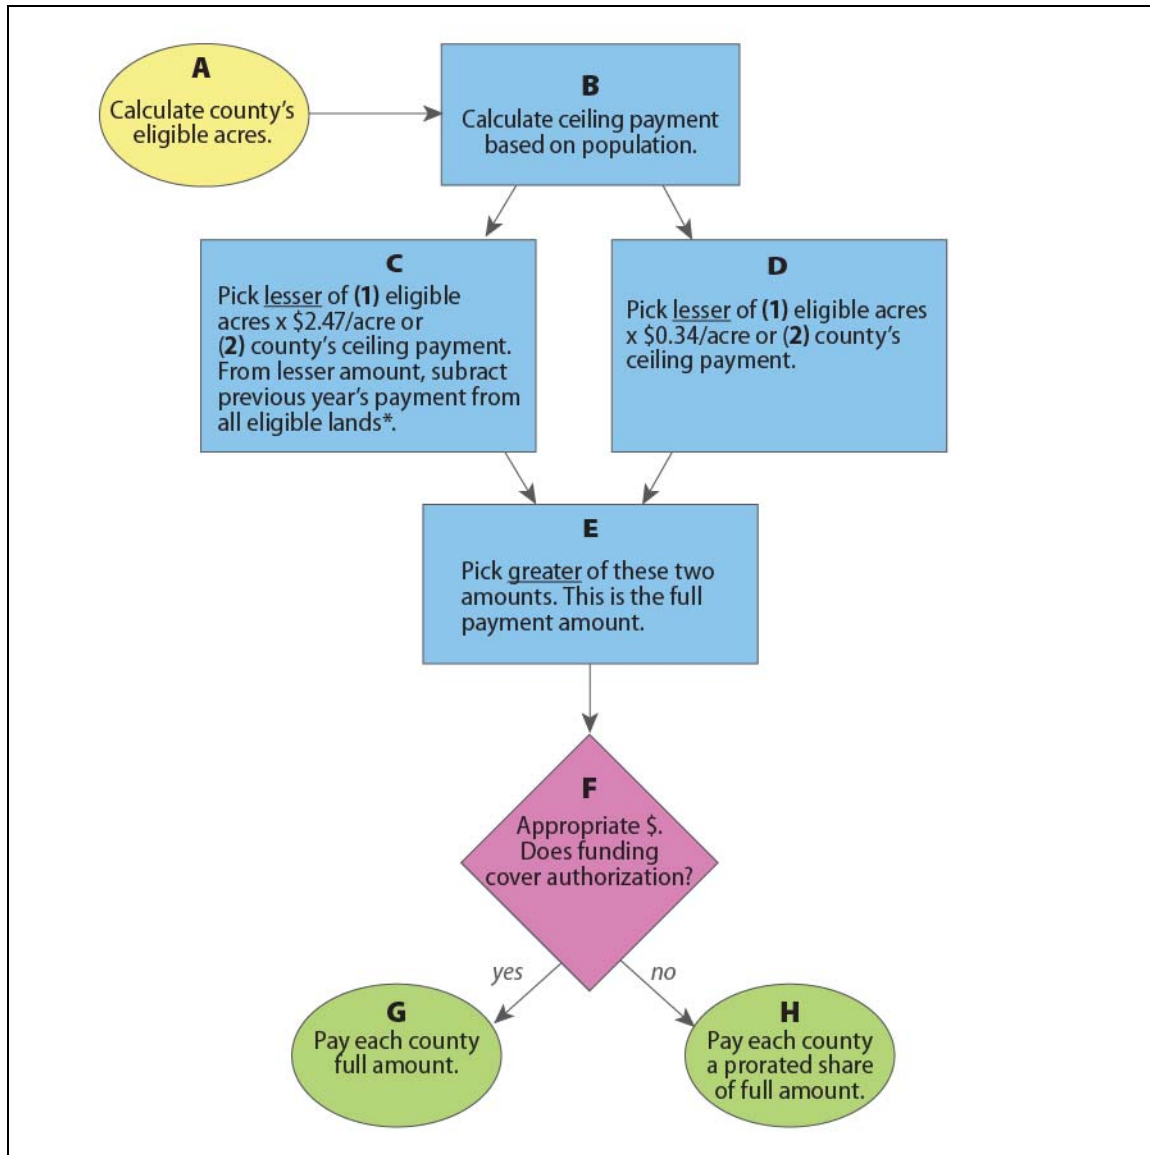 A
Calculate county’s
eligible acres.
B
Calculate ceiling payment
based on population.
C
Pick lesser of (1) eligible
acres x $2.47/acre or
(2) county’s ceiling payment.
From lesser amount, subract
previous year’s payment from
all eligible lands*.
D
Pick lesser of (1) eligible acres
x $0.34/acre or (2) county’s
ceiling payment.
E
Pick greater of these two
amounts. This is the full
payment amount.
F
Appropriate $.
Does funding
cover authorization?
yes
no
G
Pay each county
full amount.
H
Pay each county
a prorated share
of full amount.